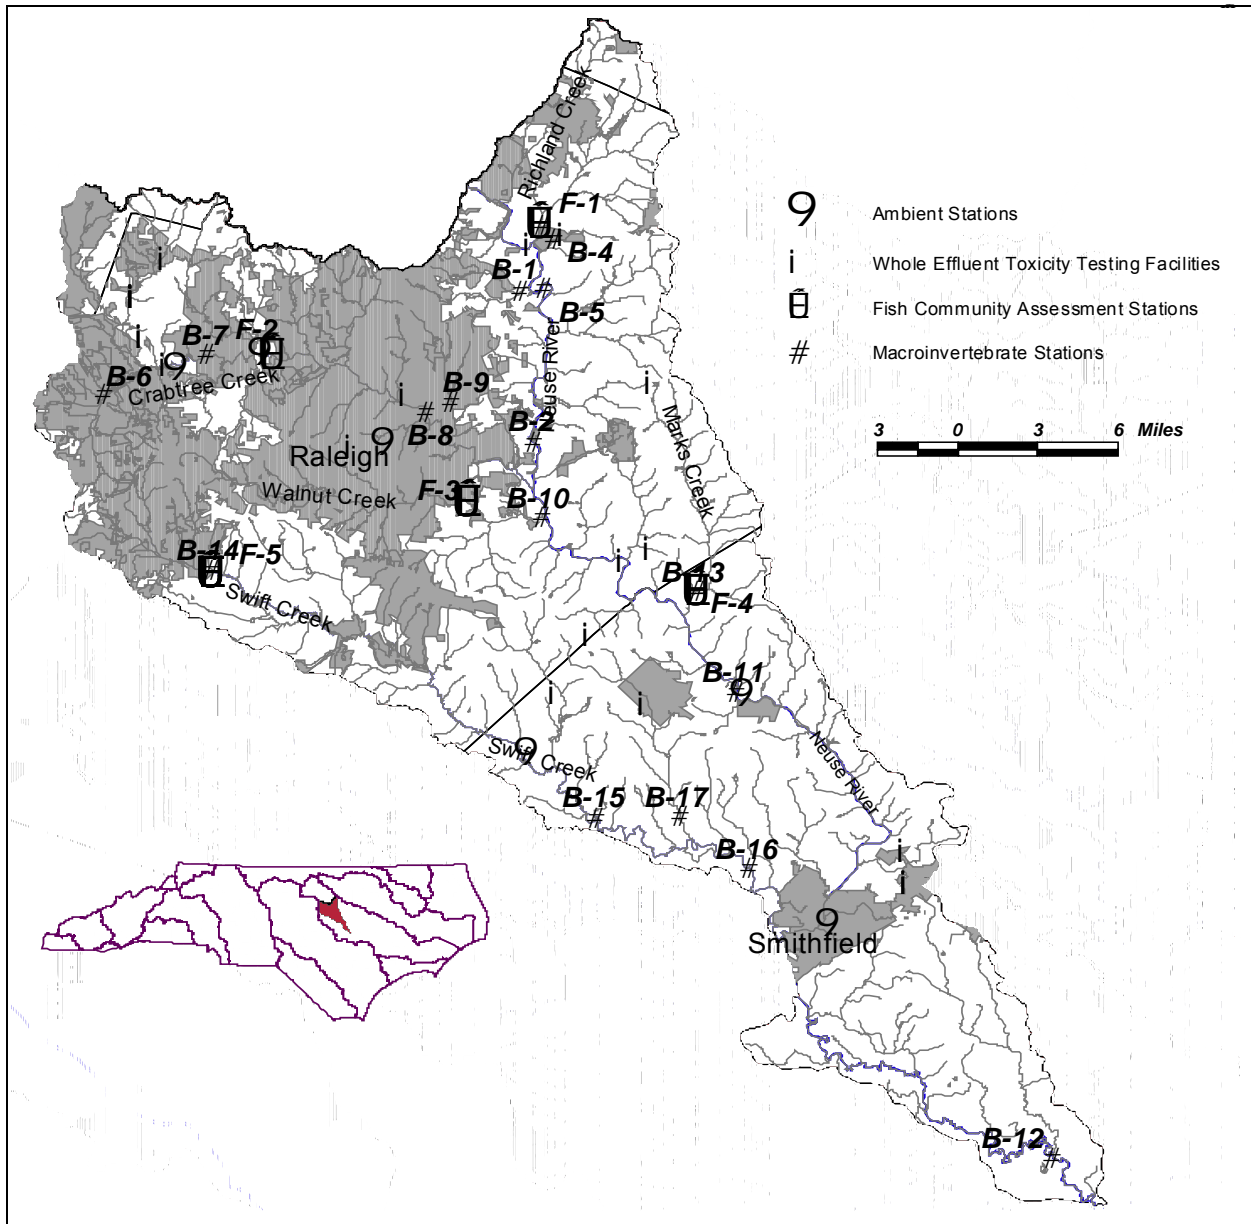 Richland Creek
F-1
B-4
B-1
B-5
Neuse River
B-7
F-2
B-6
Crabtree Creek
B-9
B-8
B-2
Marks Creek
Raleigh
Walnut Creek
F-3
B-10
B-14
F-5
Swift Creek
B-13
F-4
B-11
Swift Creek
Neuse River
B-15
B-17
B-16
Smithfield
B-12
9 Ambient Stations
i Whole Effluent Toxicity Testing Facilities
Fish Community Assessment Stations
# Macroinvertebrate Stations
3 0 3 6 Miles